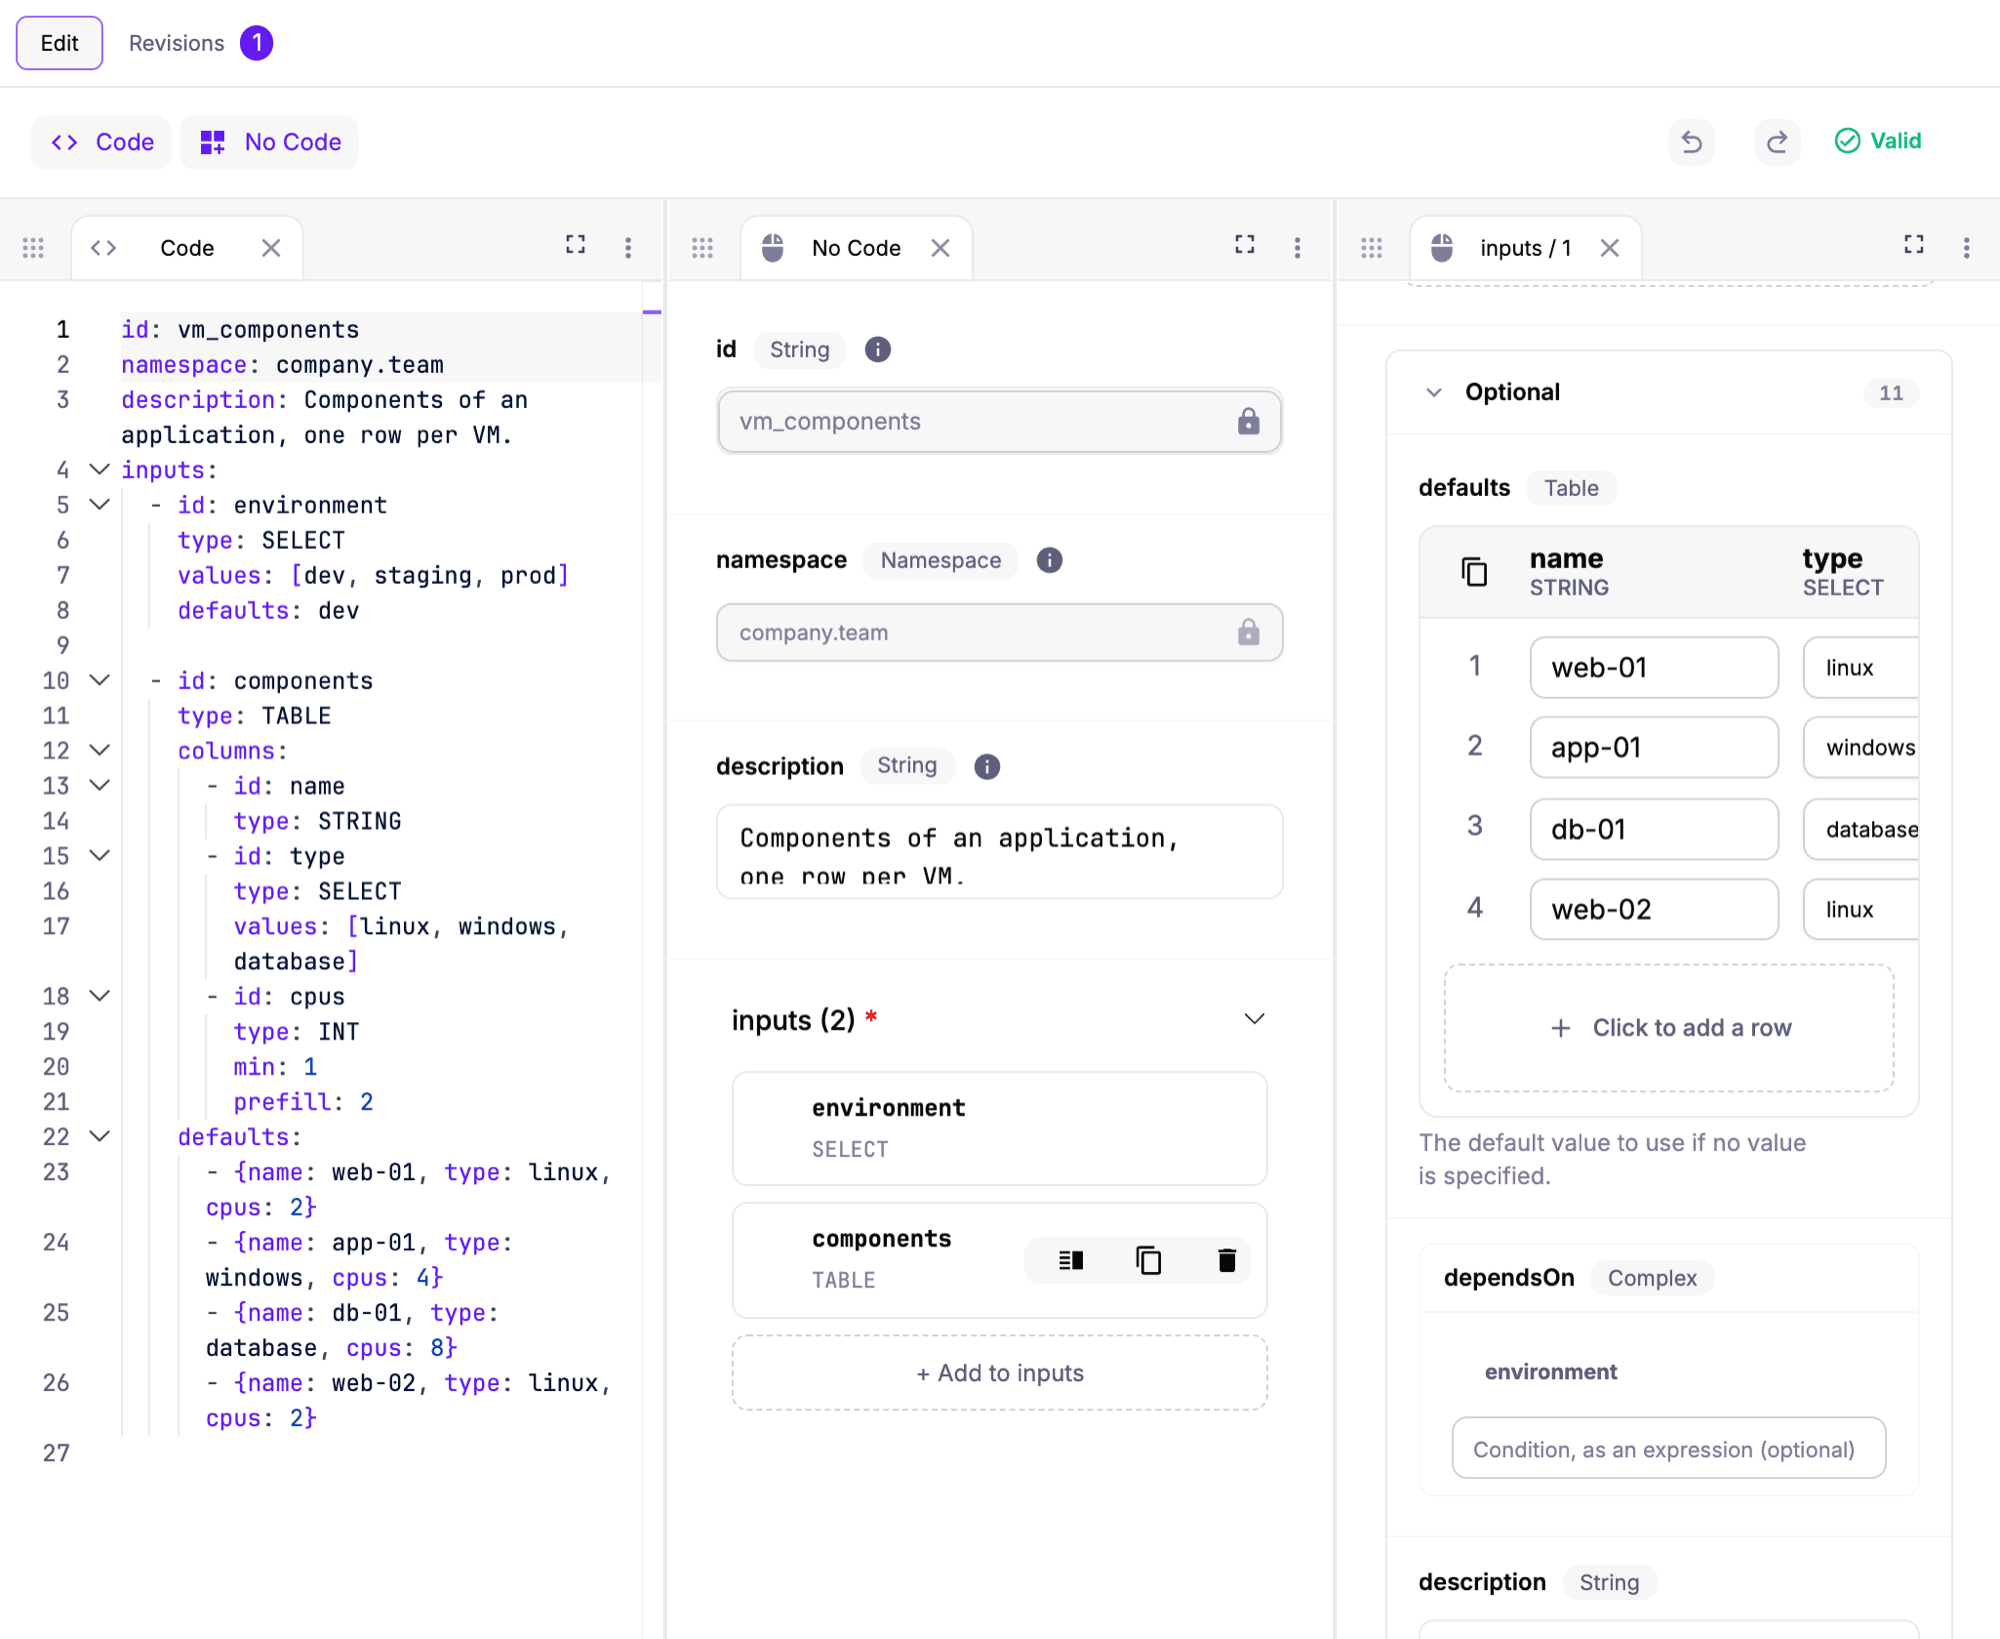 Edit
Revisions 1
Code
No Code
Valid
Code
1 id: vm_components
2 namespace: company.team
3 description: Components of an
application, one row per VM.
4 inputs:
5 - id: environment
6 type: SELECT
7 values: [dev, staging, prod]
8 defaults: dev
9
10 - id: components
11 type: TABLE
12 columns:
13 - id: name
14 type: STRING
15 - id: type
16 type: SELECT
17 values: [linux, windows,
database]
18 - id: cpus
19 type: INT
20 min: 1
21 prefill: 2
22 defaults:
23 - {name: web-01, type: linux,
cpus: 2}
24 - {name: app-01, type:
windows, cpus: 4}
25 - {name: db-01, type:
database, cpus: 8}
26 - {name: web-02, type: linux,
cpus: 2}
27
No Code
id String
vm_components
namespace Namespace
company.team
description String
Components of an application,
one row per VM.
inputs (2) *
environment
SELECT
components
TABLE
+ Add to inputs
inputs / 1
Optional 11
defaults Table
name type
STRING SELECT
1 web-01 linux
2 app-01 windows
3 db-01 database
4 web-02 linux
+ Click to add a row
The default value to use if no value
is specified.
dependsOn Complex
environment
Condition, as an expression (optional)
description String